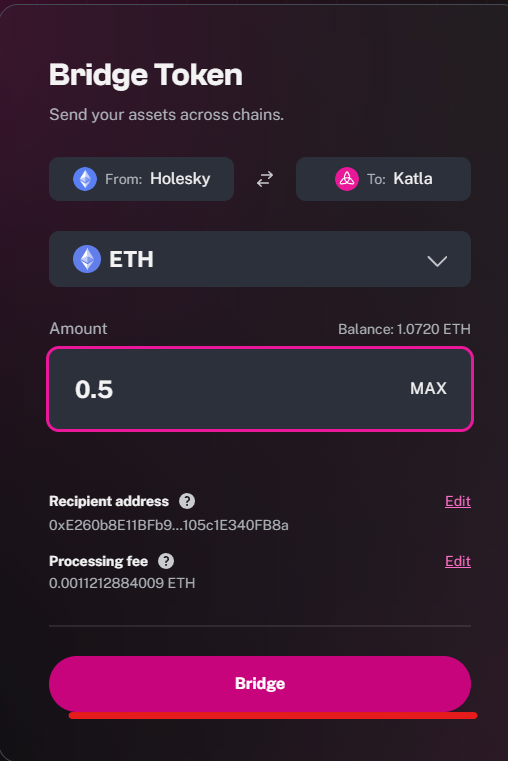 Bridge Token
Send your assets across chains.
From: Holesky To: Katla
ETH
Amount Balance: 1.0720 ETH
0.5 MAX
Recipient address ? Edit
0xE260b8E11BFb9...105c1E340FB8a
Processing fee ? Edit
0.0011212884009 ETH
Bridge